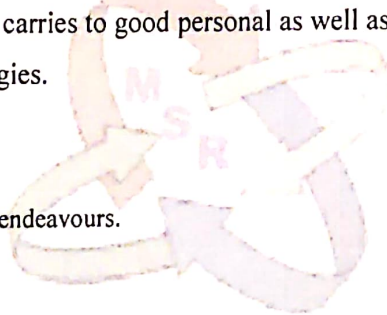 carries to good personal as well as
gies.
M
S
R
endeavours.